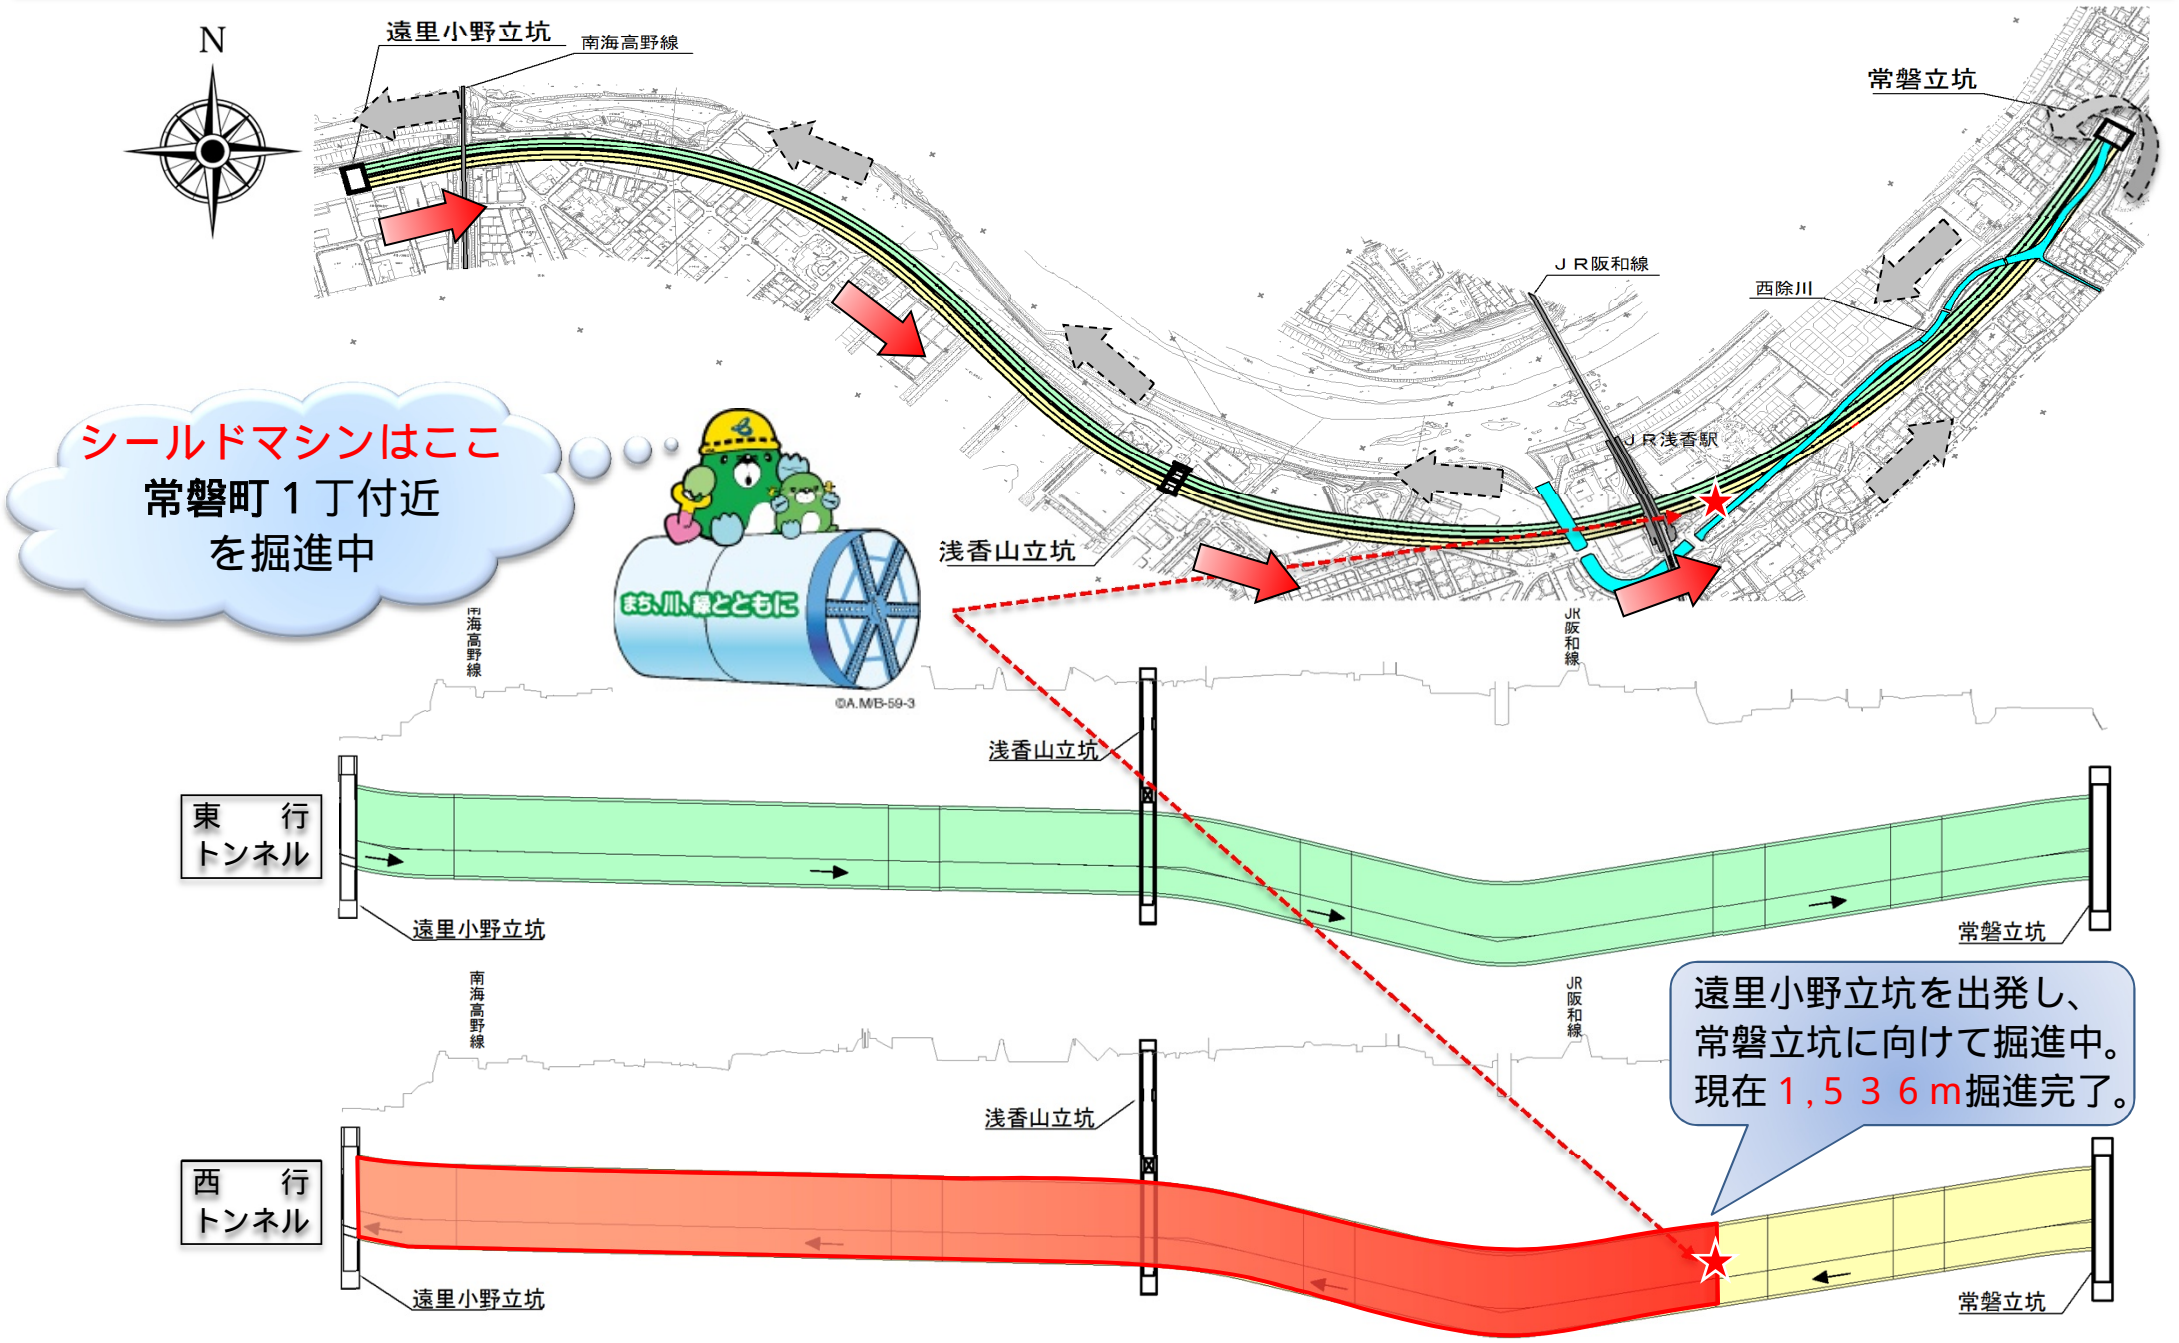 N
遠里小野立坑
南海高野線
常磐立坑
JR阪和線
西除川
JR浅香駅
浅香山立坑
シールドマシンはここ
常磐町1丁付近
を掘進中
まち、川、緑とともに
©A.M/B-59-3
南海高野線
JR阪和線
浅香山立坑
東 行
トンネル
遠里小野立坑
常磐立坑
南海高野線
JR阪和線
遠里小野立坑を出発し、
常磐立坑に向けて掘進中。
現在1,536m掘進完了。
浅香山立坑
西 行
トンネル
遠里小野立坑
常磐立坑